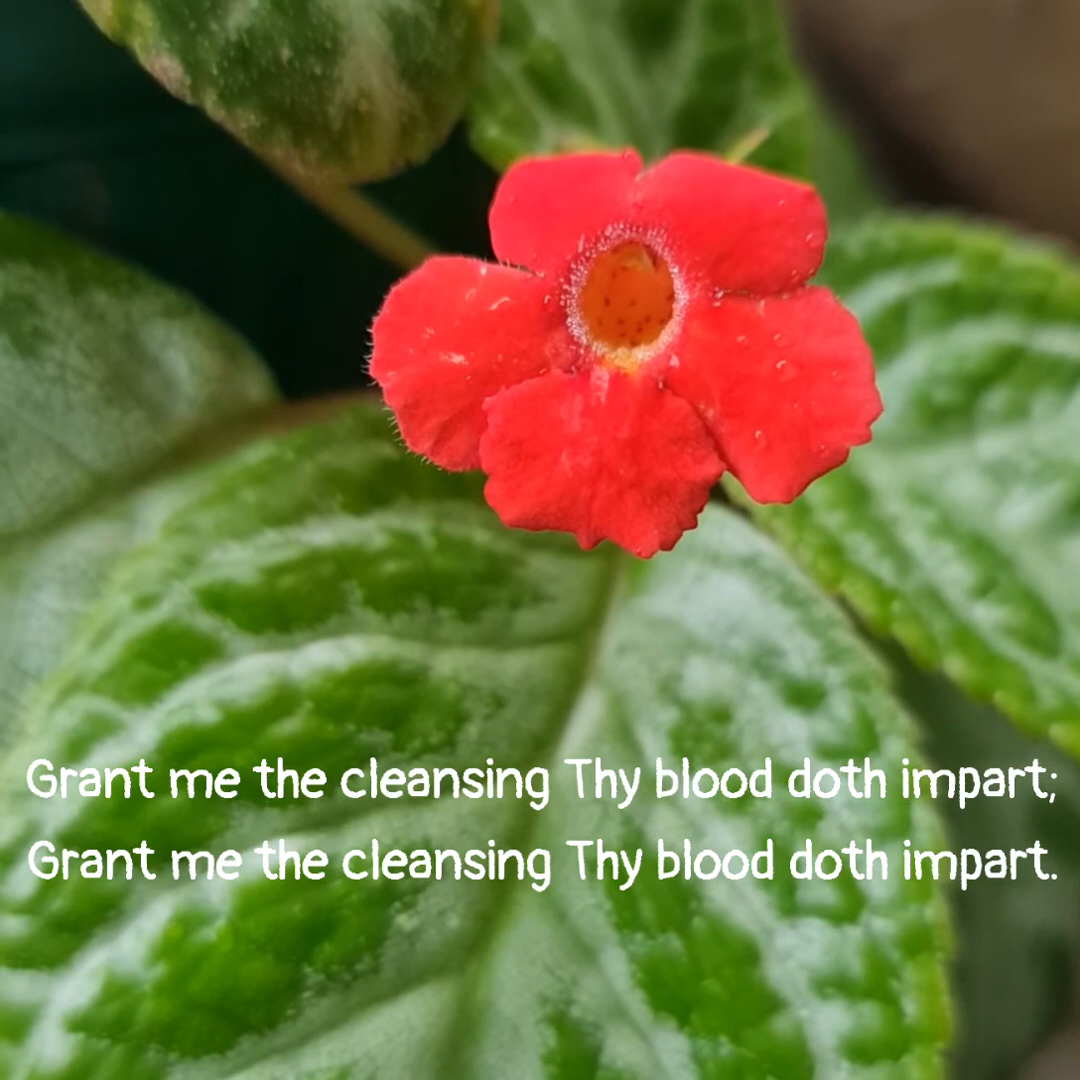 Grant me the cleansing Thy blood doth impart;
Grant me the cleansing Thy blood doth impart.